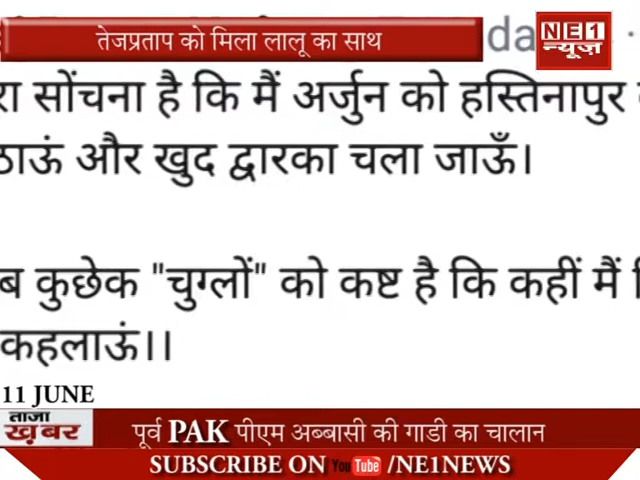 तेजप्रताप को मिला लालू का साथ
NE1
न्यूज़
रा सोंचना है कि मैं अर्जुन को हस्तिनापुर
ठाऊं और खुद द्वारका चला जाऊँ।
ब कुछेक "चुग्लों" को कष्ट है कि कहीं मैं
कहलाऊं।।
11 JUNE
ताजा
ख़बर
पूर्व PAK पीएम अब्बासी की गाडी का चालान
SUBSCRIBE ON YouTube /NE1NEWS